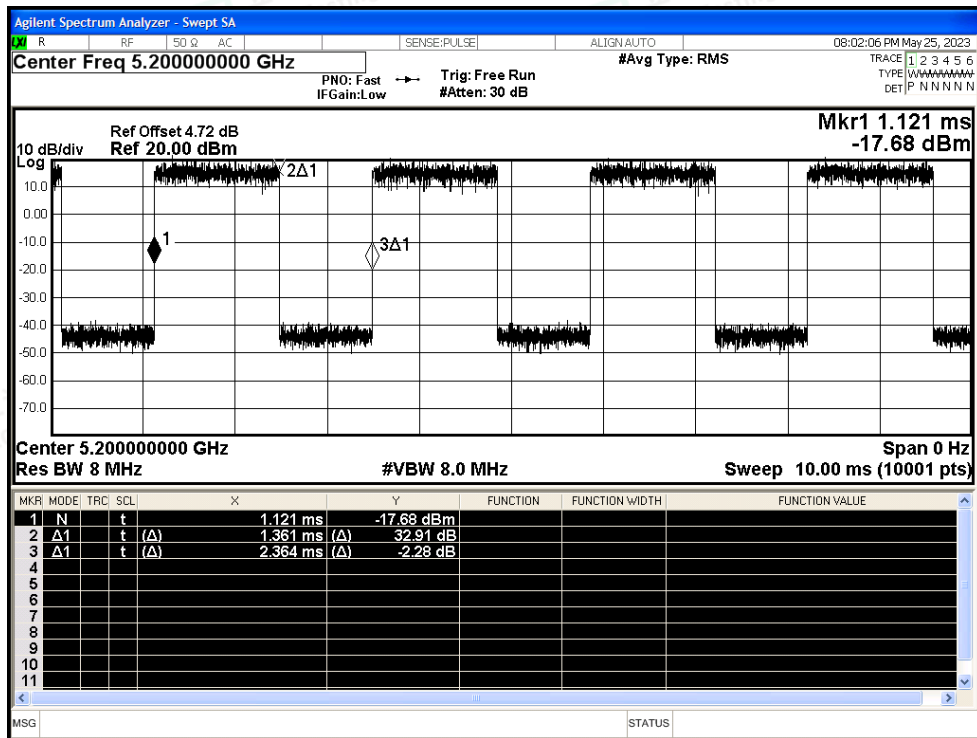 Agilent Spectrum Analyzer - Swept SA
LXI R RF 50 Ω AC SENSE:PULSE ALIGN AUTO 08:02:06 PM May 25, 2023
Center Freq 5.200000000 GHz
PNO: Fast
IFGain:Low
Trig: Free Run
#Atten: 30 dB
#Avg Type: RMS
TRACE 1 2 3 4 5 6
TYPE WWWWWW
DET P N N N N N
Mkr1 1.121 ms
-17.68 dBm
Ref Offset 4.72 dB
10 dB/div Ref 20.00 dBm
Log
10.0
0.00
-10.0
-20.0
-30.0
-40.0
-50.0
-60.0
-70.0
2Δ1
1
3Δ1
Center 5.200000000 GHz Span 0 Hz
Res BW 8 MHz #VBW 8.0 MHz Sweep 10.00 ms (10001 pts)
MKR MODE TRC SCL X Y FUNCTION FUNCTION WIDTH FUNCTION VALUE
1 N t 1.121 ms -17.68 dBm
2 Δ1 t (Δ) 1.361 ms (Δ) 32.91 dB
3 Δ1 t (Δ) 2.364 ms (Δ) -2.28 dB
4
5
6
7
8
9
10
11
MSG STATUS